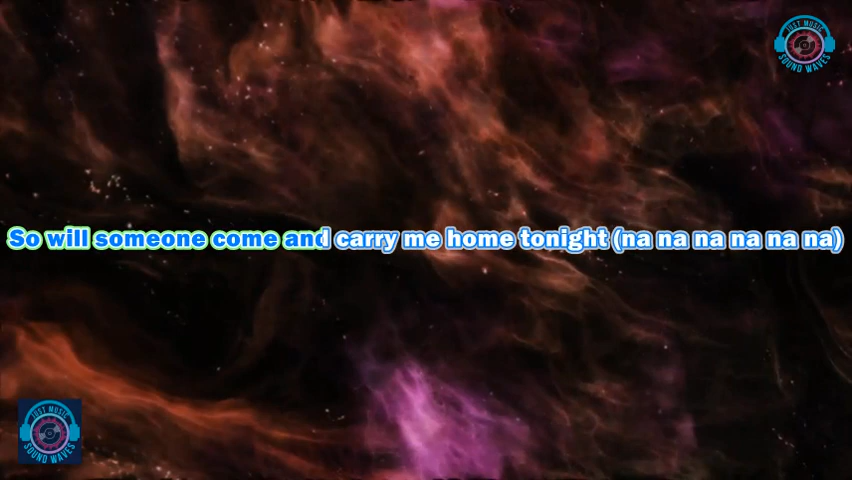 JUST MUSIC
SOUND WAVES
So will someone come and carry me home tonight (na na na na na na)
JUST MUSIC
SOUND WAVES